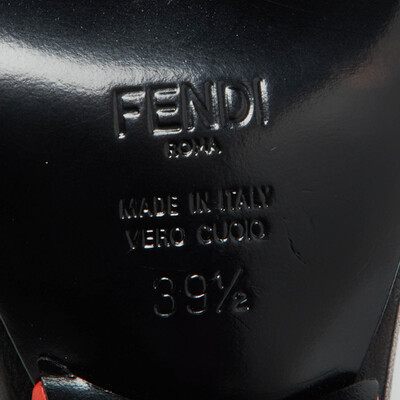 FENDI
ROMA
MADE IN ITALY
VERO CUOIO
39½